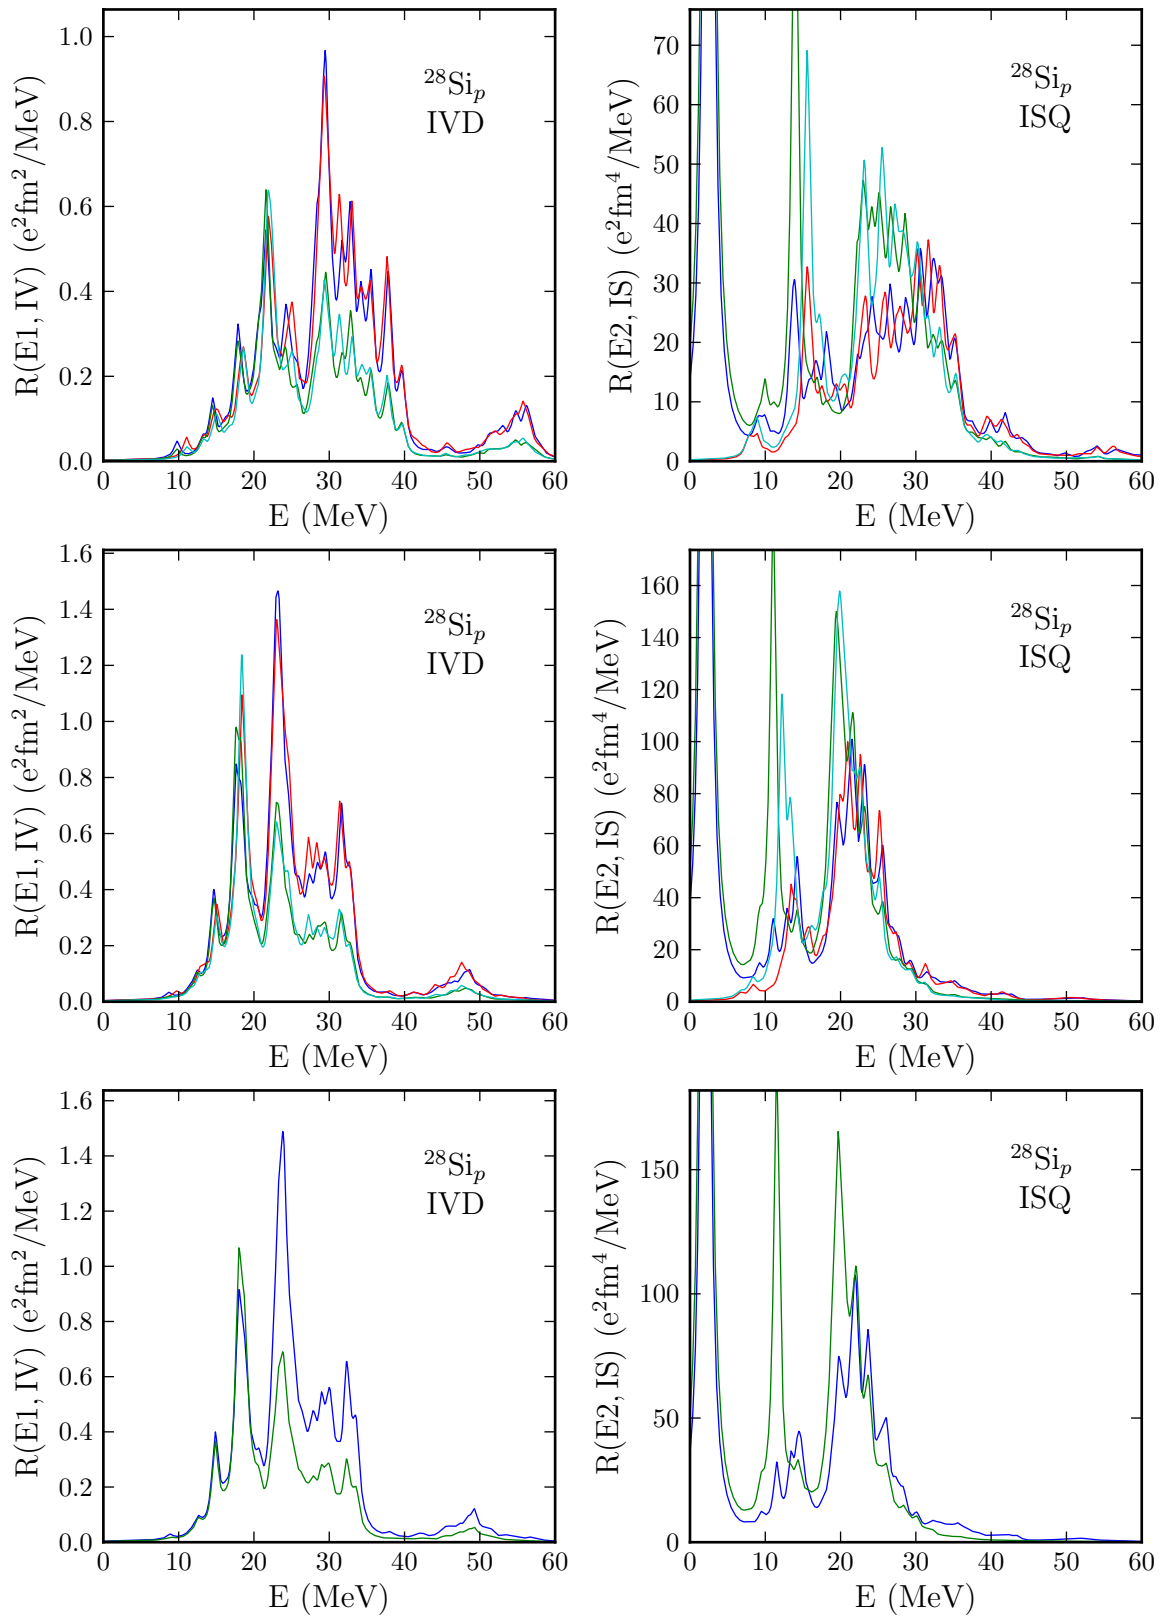 1.0
0.8
0.6
0.4
0.2
0.0
R(E1, IV) (e²fm²/MeV)
²⁸Siₚ
IVD
0 10 20 30 40 50 60
E (MeV)
70
60
50
40
30
20
10
0
R(E2, IS) (e²fm⁴/MeV)
²⁸Siₚ
ISQ
0 10 20 30 40 50 60
E (MeV)
1.6
1.4
1.2
1.0
0.8
0.6
0.4
0.2
0.0
R(E1, IV) (e²fm²/MeV)
²⁸Siₚ
IVD
0 10 20 30 40 50 60
E (MeV)
160
140
120
100
80
60
40
20
0
R(E2, IS) (e²fm⁴/MeV)
²⁸Siₚ
ISQ
0 10 20 30 40 50 60
E (MeV)
1.6
1.4
1.2
1.0
0.8
0.6
0.4
0.2
0.0
R(E1, IV) (e²fm²/MeV)
²⁸Siₚ
IVD
0 10 20 30 40 50 60
E (MeV)
150
100
50
0
R(E2, IS) (e²fm⁴/MeV)
²⁸Siₚ
ISQ
0 10 20 30 40 50 60
E (MeV)